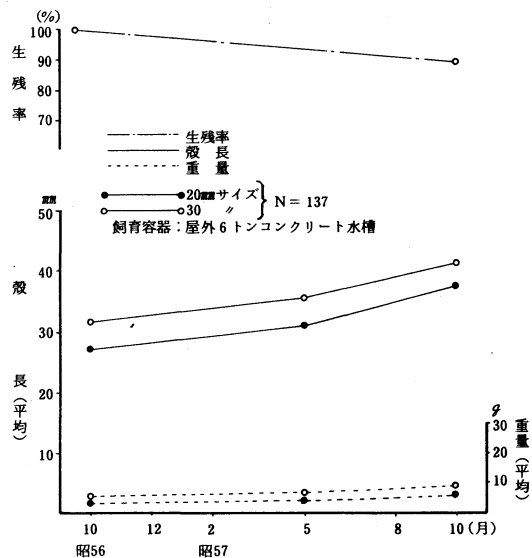 (%)
100
90
80
70
生残率
生残率
殻 長
重量
20mmサイズ
30 〃
N = 137
飼育容器：屋外6トンコンクリート水槽
mm
50
40
30
20
10
殻長（平均）
g
30
20
10
重量（平均）
10 12 2 5 8 10 (月)
昭56 昭57